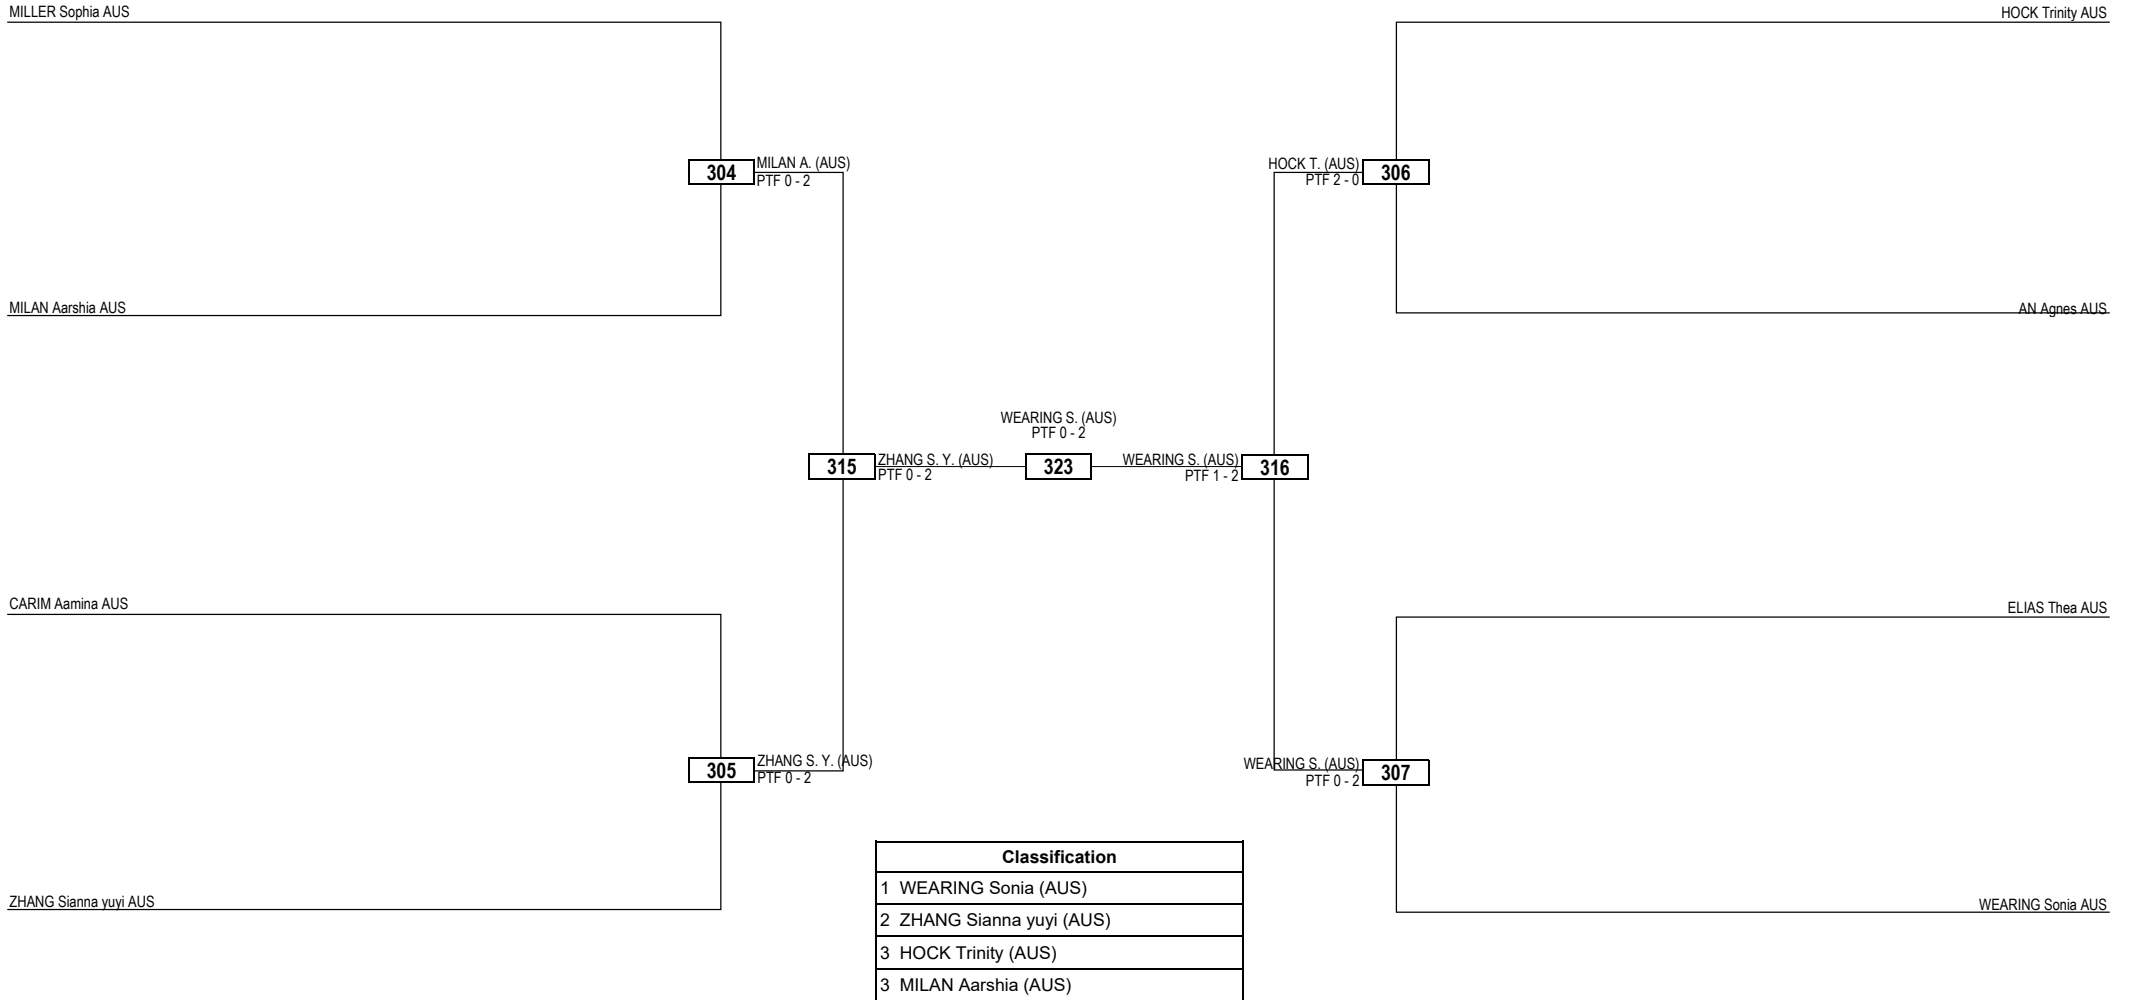 MILLER Sophia AUS
HOCK Trinity AUS
MILAN A. (AUS)
304
PTF 0 - 2
HOCK T. (AUS)
306
PTF 2 - 0
MILAN Aarshia AUS
AN Agnes AUS
WEARING S. (AUS)
PTF 0 - 2
315
ZHANG S. Y. (AUS)
PTF 0 - 2
323
WEARING S. (AUS)
PTF 1 - 2
316
CARIM Aamina AUS
ELIAS Thea AUS
305
ZHANG S. Y. (AUS)
PTF 0 - 2
WEARING S. (AUS)
PTF 0 - 2
307
ZHANG Sianna yuyi AUS
WEARING Sonia AUS
Classification
1 WEARING Sonia (AUS)
2 ZHANG Sianna yuyi (AUS)
3 HOCK Trinity (AUS)
3 MILAN Aarshia (AUS)